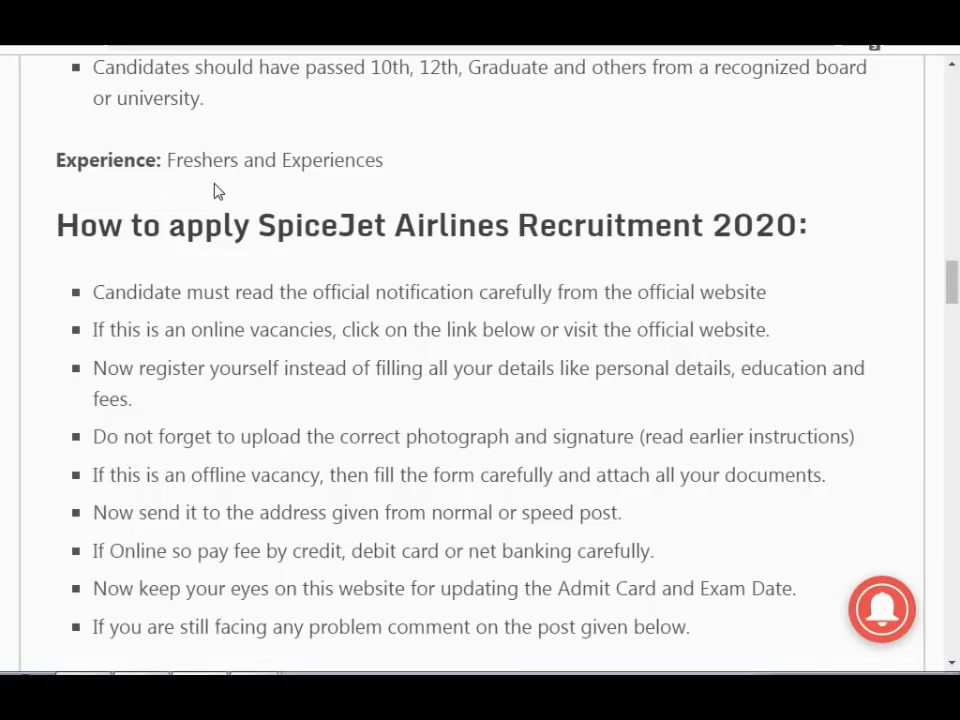 Candidates should have passed 10th, 12th, Graduate and others from a recognized board
or university.
Experience: Freshers and Experiences
How to apply SpiceJet Airlines Recruitment 2020:
Candidate must read the official notification carefully from the official website
If this is an online vacancies, click on the link below or visit the official website.
Now register yourself instead of filling all your details like personal details, education and
fees.
Do not forget to upload the correct photograph and signature (read earlier instructions)
If this is an offline vacancy, then fill the form carefully and attach all your documents.
Now send it to the address given from normal or speed post.
If Online so pay fee by credit, debit card or net banking carefully.
Now keep your eyes on this website for updating the Admit Card and Exam Date.
If you are still facing any problem comment on the post given below.